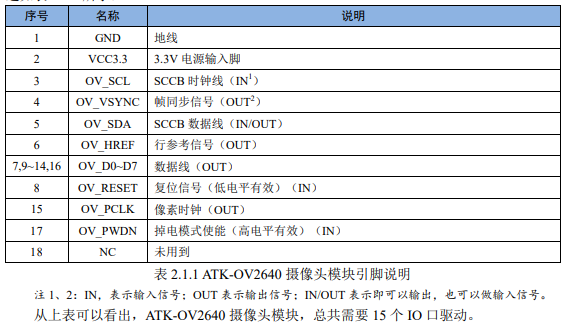 序号 名称 说明
1 GND 地线
2 VCC3.3 3.3V 电源输入脚
3 OV_SCL SCCB 时钟线（IN1）
4 OV_VSYNC 帧同步信号（OUT2）
5 OV_SDA SCCB 数据线（IN/OUT）
6 OV_HREF 行参考信号（OUT）
7,9~14,16 OV_D0~D7 数据线（OUT）
8 OV_RESET 复位信号（低电平有效）（IN）
15 OV_PCLK 像素时钟（OUT）
17 OV_PWDN 掉电模式使能（高电平有效）（IN）
18 NC 未用到
表 2.1.1 ATK-OV2640 摄像头模块引脚说明
注 1、2：IN，表示输入信号；OUT 表示输出信号；IN/OUT 表示即可以输出，也可以做输入信号。
从上表可以看出，ATK-OV2640 摄像头模块，总共需要 15 个 IO 口驱动。